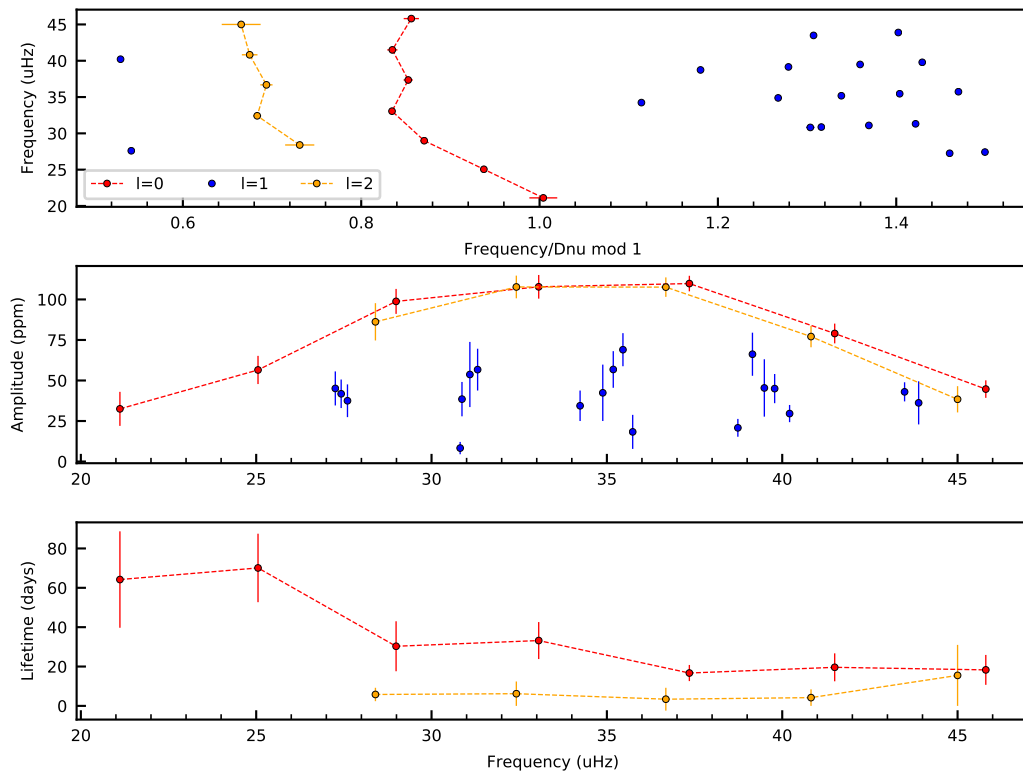 Frequency (uHz)
45
40
35
30
25
20
l=0 l=1 l=2
0.6 0.8 1.0 1.2 1.4
Frequency/Dnu mod 1
Amplitude (ppm)
100
75
50
25
0
20 25 30 35 40 45
Lifetime (days)
80
60
40
20
0
20 25 30 35 40 45
Frequency (uHz)